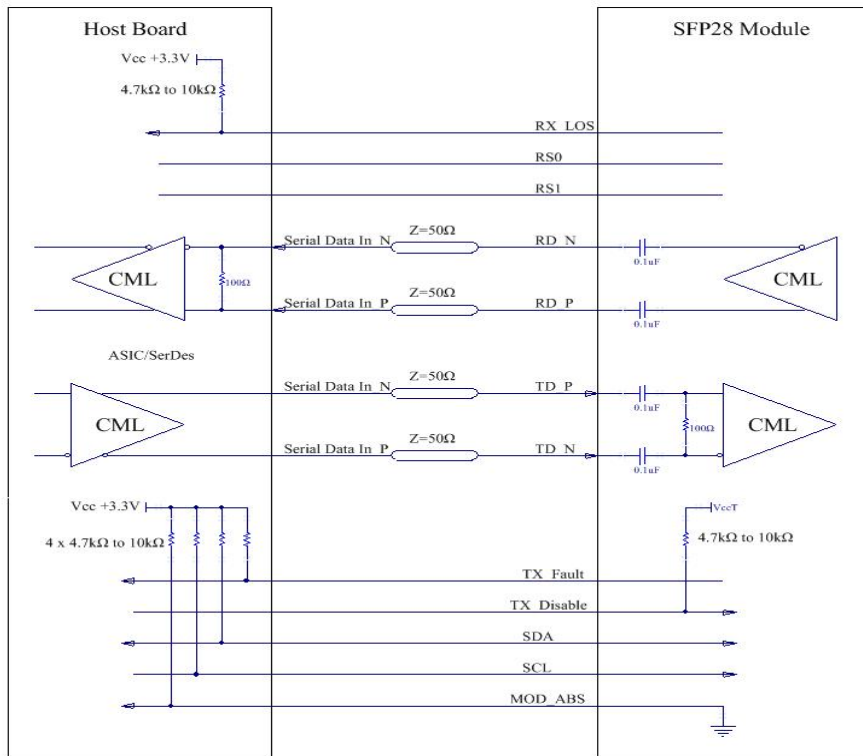 Host Board
SFP28 Module
Vcc +3.3V
4.7kΩ to 10kΩ
RX_LOS
RS0
RS1
Serial Data In_N
Z=50Ω
RD_N
0.1uF
CML
100Ω
CML
Serial Data In_P
Z=50Ω
RD_P
0.1uF
ASIC/SerDes
Serial Data In_N
Z=50Ω
TD_P
0.1uF
CML
100Ω
CML
Serial Data In_P
Z=50Ω
TD_N
0.1uF
Vcc +3.3V
VccT
4 x 4.7kΩ to 10kΩ
4.7kΩ to 10kΩ
TX_Fault
TX_Disable
SDA
SCL
MOD_ABS